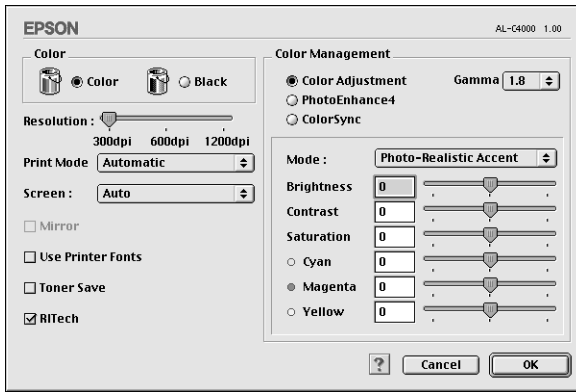 EPSON
AL-C4000 1.00
Color
Color
Black
Resolution :
300dpi 600dpi 1200dpi
Print Mode Automatic
Screen : Auto
Mirror
Use Printer Fonts
Toner Save
RITech
Color Management
Color Adjustment
Gamma 1.8
PhotoEnhance4
ColorSync
Mode : Photo-Realistic Accent
Brightness 0
Contrast 0
Saturation 0
Cyan 0
Magenta 0
Yellow 0
?
Cancel
OK